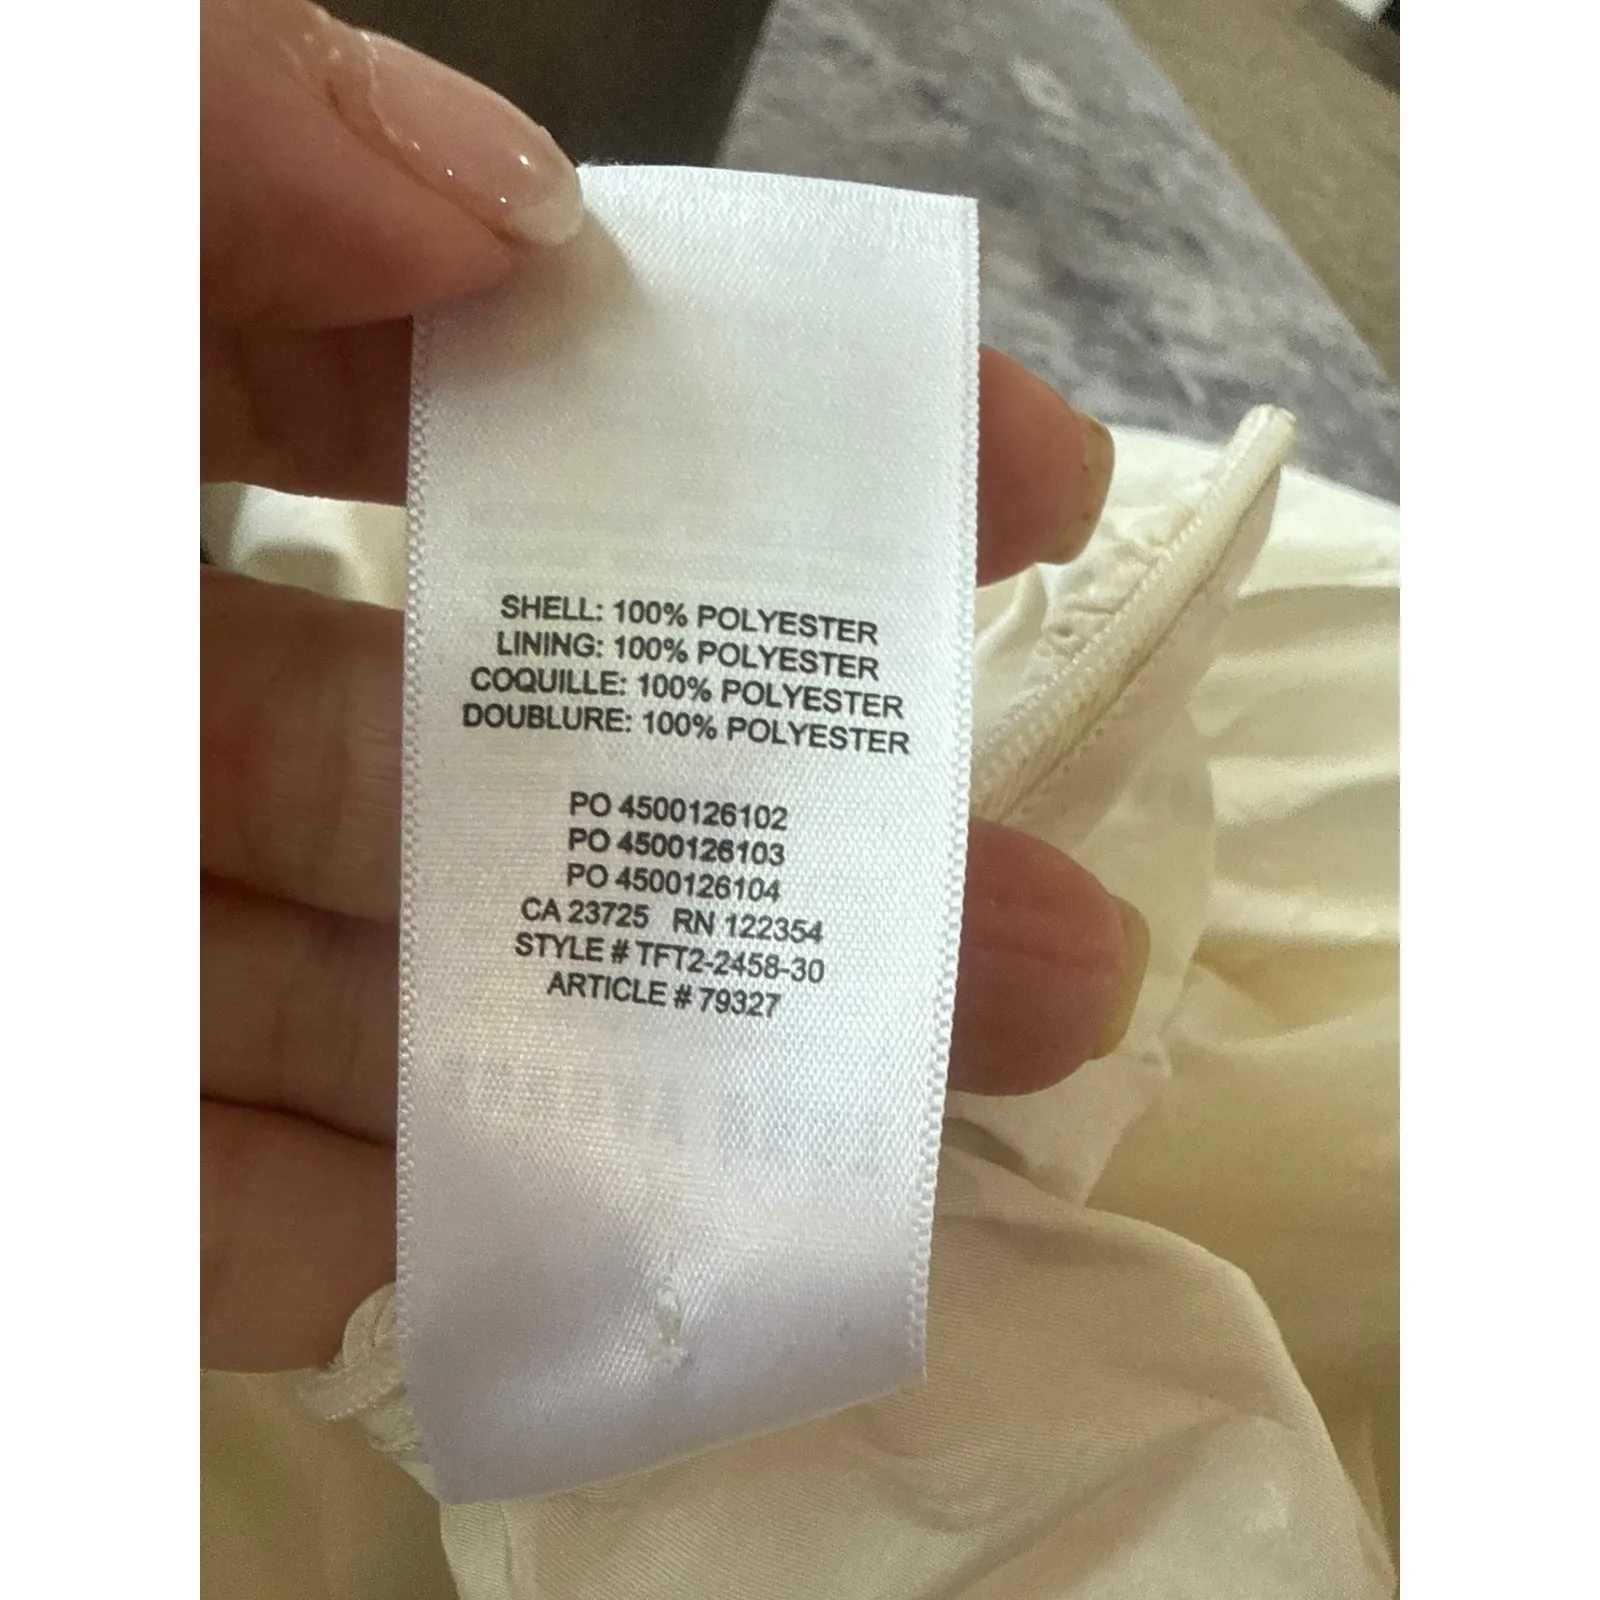 SHELL: 100% POLYESTER
LINING: 100% POLYESTER
COQUILLE: 100% POLYESTER
DOUBLURE: 100% POLYESTER
PO 4500126102
PO 4500126103
PO 4500126104
CA 23725 RN 122354
STYLE # TFT2-2458-30
ARTICLE # 79327